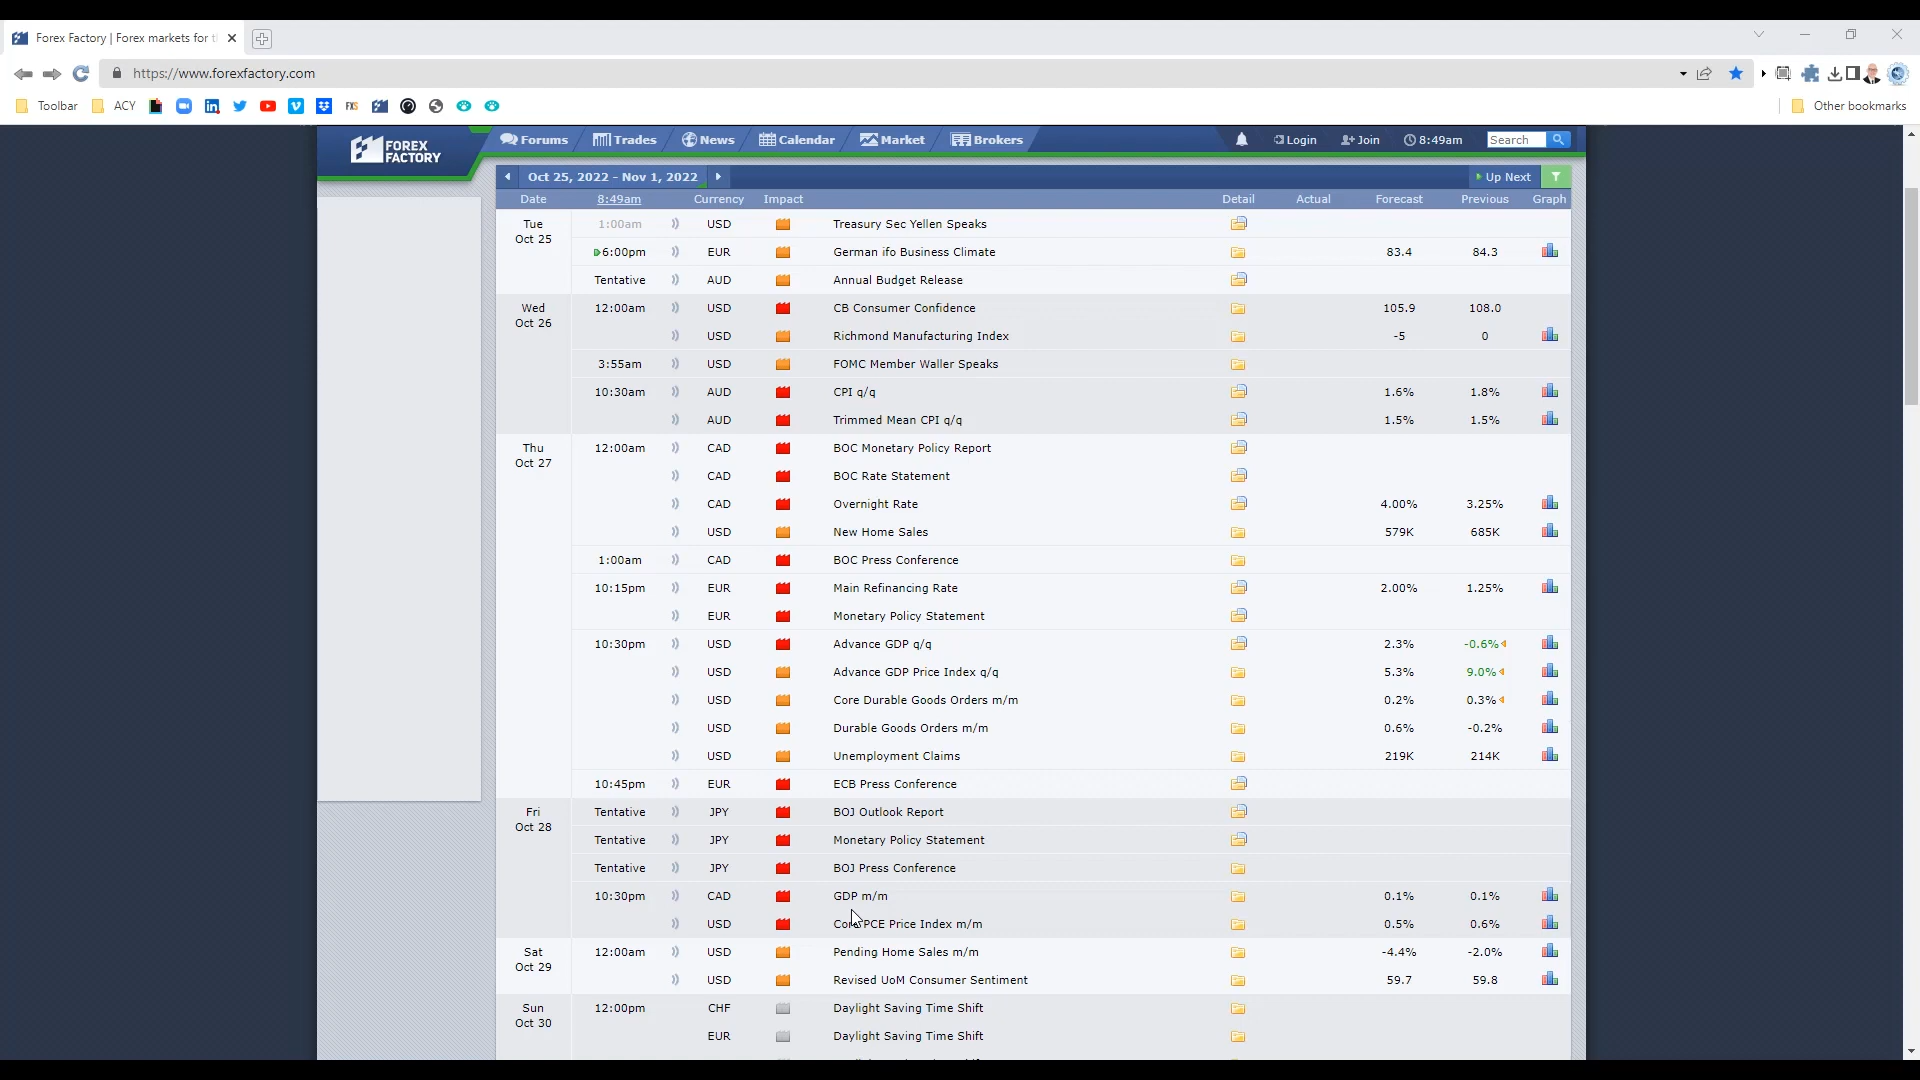 Forex Factory | Forex markets for t
https://www.forexfactory.com
Toolbar ACY FXS Other bookmarks
FOREX FACTORY
Forums Trades News Calendar Market Brokers Login Join 8:49am Search
Oct 25, 2022 - Nov 1, 2022 Up Next
Date 8:49am Currency Impact Detail Actual Forecast Previous Graph
Tue Oct 25 1:00am USD Treasury Sec Yellen Speaks
6:00pm EUR German ifo Business Climate 83.4 84.3
Tentative AUD Annual Budget Release
Wed Oct 26 12:00am USD CB Consumer Confidence 105.9 108.0
USD Richmond Manufacturing Index -5 0
3:55am USD FOMC Member Waller Speaks
10:30am AUD CPI q/q 1.6% 1.8%
AUD Trimmed Mean CPI q/q 1.5% 1.5%
Thu Oct 27 12:00am CAD BOC Monetary Policy Report
CAD BOC Rate Statement
CAD Overnight Rate 4.00% 3.25%
USD New Home Sales 579K 685K
1:00am CAD BOC Press Conference
10:15pm EUR Main Refinancing Rate 2.00% 1.25%
EUR Monetary Policy Statement
10:30pm USD Advance GDP q/q 2.3% -0.6%
USD Advance GDP Price Index q/q 5.3% 9.0%
USD Core Durable Goods Orders m/m 0.2% 0.3%
USD Durable Goods Orders m/m 0.6% -0.2%
USD Unemployment Claims 219K 214K
10:45pm EUR ECB Press Conference
Fri Oct 28 Tentative JPY BOJ Outlook Report
Tentative JPY Monetary Policy Statement
Tentative JPY BOJ Press Conference
10:30pm CAD GDP m/m 0.1% 0.1%
USD Core PCE Price Index m/m 0.5% 0.6%
Sat Oct 29 12:00am USD Pending Home Sales m/m -4.4% -2.0%
USD Revised UoM Consumer Sentiment 59.7 59.8
Sun Oct 30 12:00pm CHF Daylight Saving Time Shift
EUR Daylight Saving Time Shift